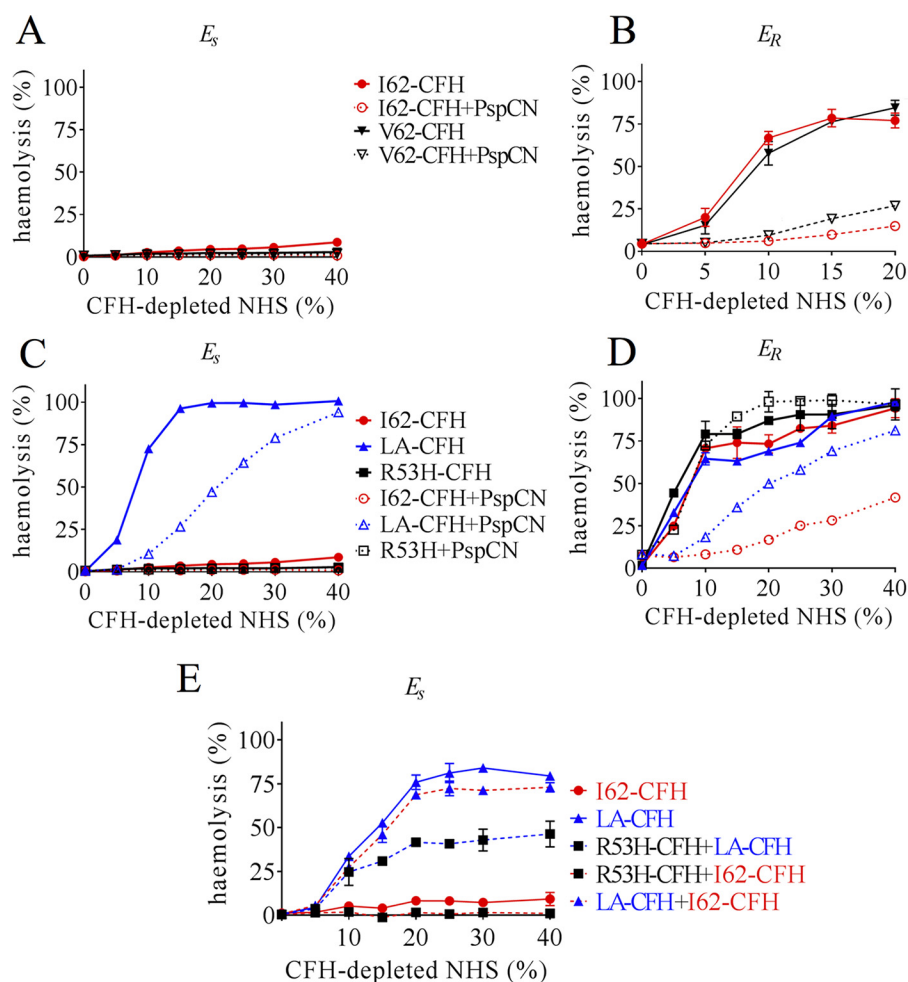 A
Es
haemolysis (%)
100
75
50
25
0
0 10 20 30 40
CFH-depleted NHS (%)
I62-CFH
I62-CFH+PspCN
V62-CFH
V62-CFH+PspCN
B
ER
haemolysis (%)
100
75
50
25
0
0 5 10 15 20
CFH-depleted NHS (%)
C
Es
haemolysis (%)
100
75
50
25
0
0 10 20 30 40
CFH-depleted NHS (%)
I62-CFH
LA-CFH
R53H-CFH
I62-CFH+PspCN
LA-CFH+PspCN
R53H+PspCN
D
ER
haemolysis (%)
100
75
50
25
0
0 10 20 30 40
CFH-depleted NHS (%)
E
Es
haemolysis (%)
100
75
50
25
0
10 20 30 40
CFH-depleted NHS (%)
I62-CFH
LA-CFH
R53H-CFH+LA-CFH
R53H-CFH+I62-CFH
LA-CFH+I62-CFH